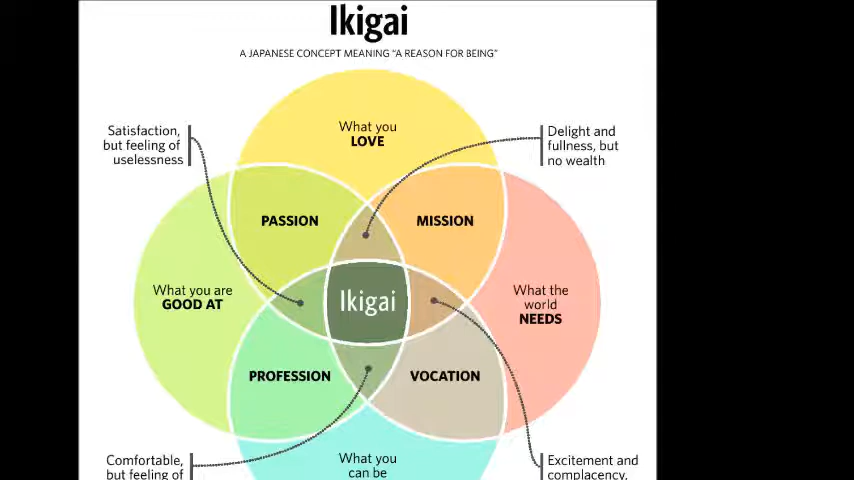 Ikigai
A JAPANESE CONCEPT MEANING “A REASON FOR BEING”
Satisfaction,
but feeling of
uselessness
What you
LOVE
Delight and
fullness, but
no wealth
PASSION
MISSION
What you are
GOOD AT
Ikigai
What the
world
NEEDS
PROFESSION
VOCATION
Comfortable,
but feeling of
What you
can be
Excitement and
complacency,